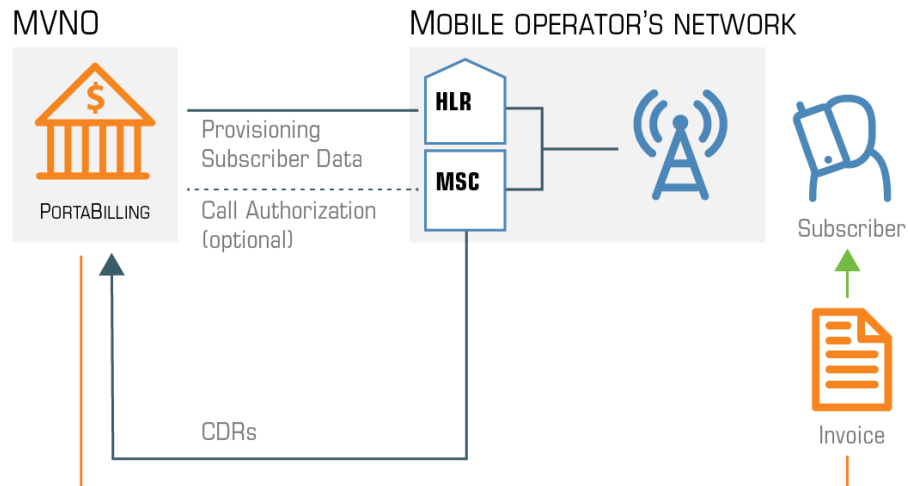 MVNO
MOBILE OPERATOR'S NETWORK
$
HLR
Provisioning
Subscriber Data
MSC
PORTABILLING
Call Authorization
(optional)
Subscriber
CDRs
Invoice